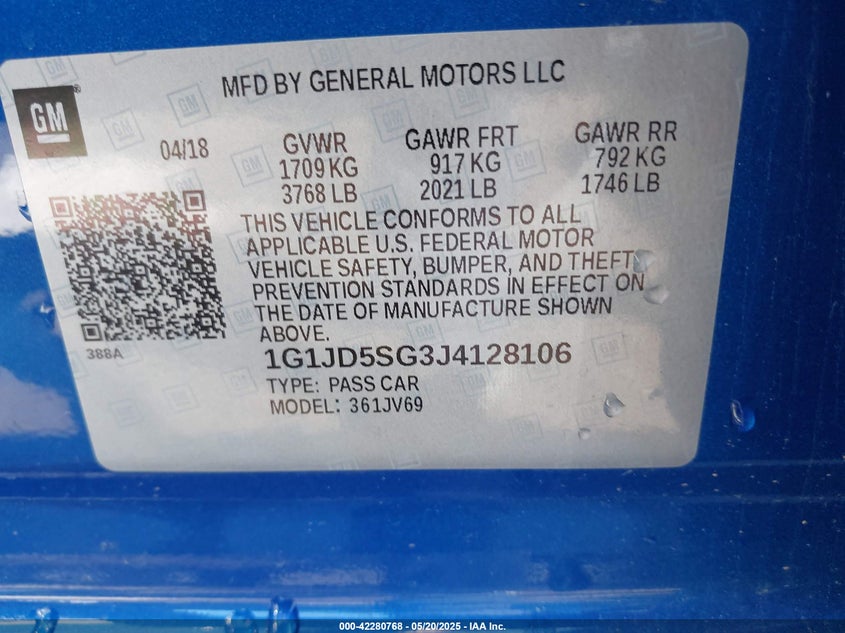 MFD BY GENERAL MOTORS LLC
GM
®
04/18 GVWR GAWR FRT GAWR RR
1709 KG 917 KG 792 KG
3768 LB 2021 LB 1746 LB
THIS VEHICLE CONFORMS TO ALL
APPLICABLE U.S. FEDERAL MOTOR
VEHICLE SAFETY, BUMPER, AND THEFT
PREVENTION STANDARDS IN EFFECT ON
THE DATE OF MANUFACTURE SHOWN
ABOVE.
388A
1G1JD5SG3J4128106
TYPE: PASS CAR
MODEL: 361JV69
000-42280768 - 05/20/2025 - IAA Inc.